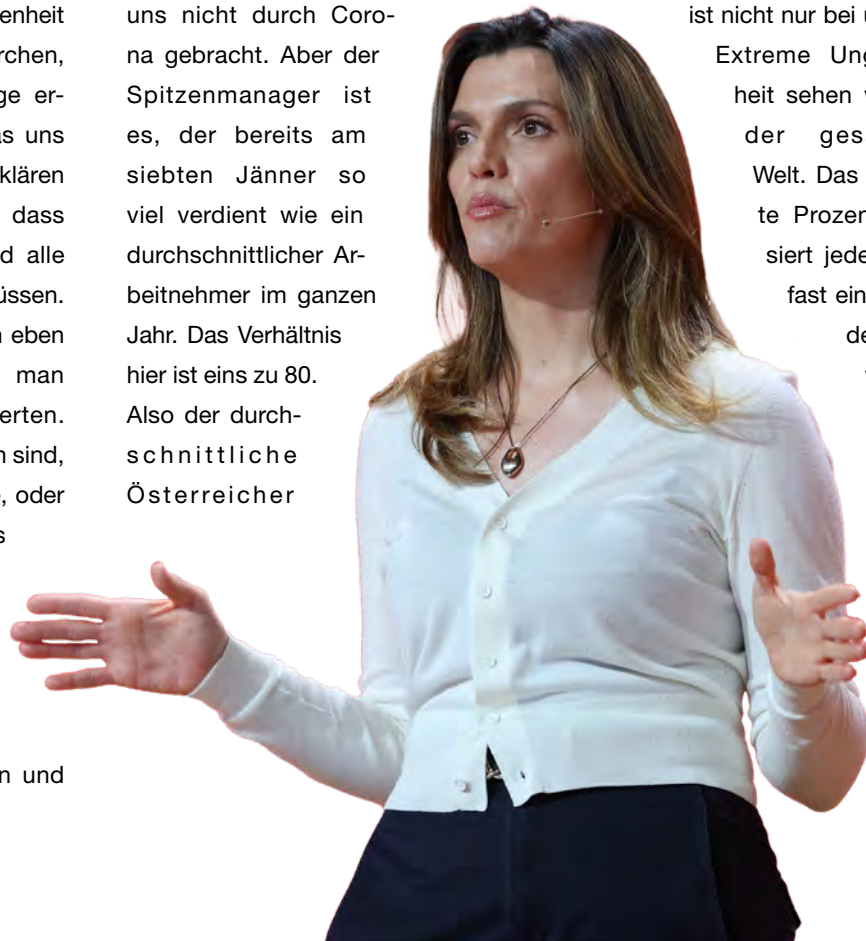 enheit
rchen,
ge er-
as uns
klären
dass
d alle
üssen.
n eben
man
erten.
n sind,
, oder
s
n und
uns nicht durch Coro-
na gebracht. Aber der
Spitzenmanager ist
es, der bereits am
siebten Jänner so
viel verdient wie ein
durchschnittlicher Ar-
beitnehmer im ganzen
Jahr. Das Verhältnis
hier ist eins zu 80.
Also der durch-
schnittliche
Österreicher
ist nicht nur bei
Extreme Ung
heit sehen
der ges
Welt. Das
te Prozen
siert jede
fast ein
de